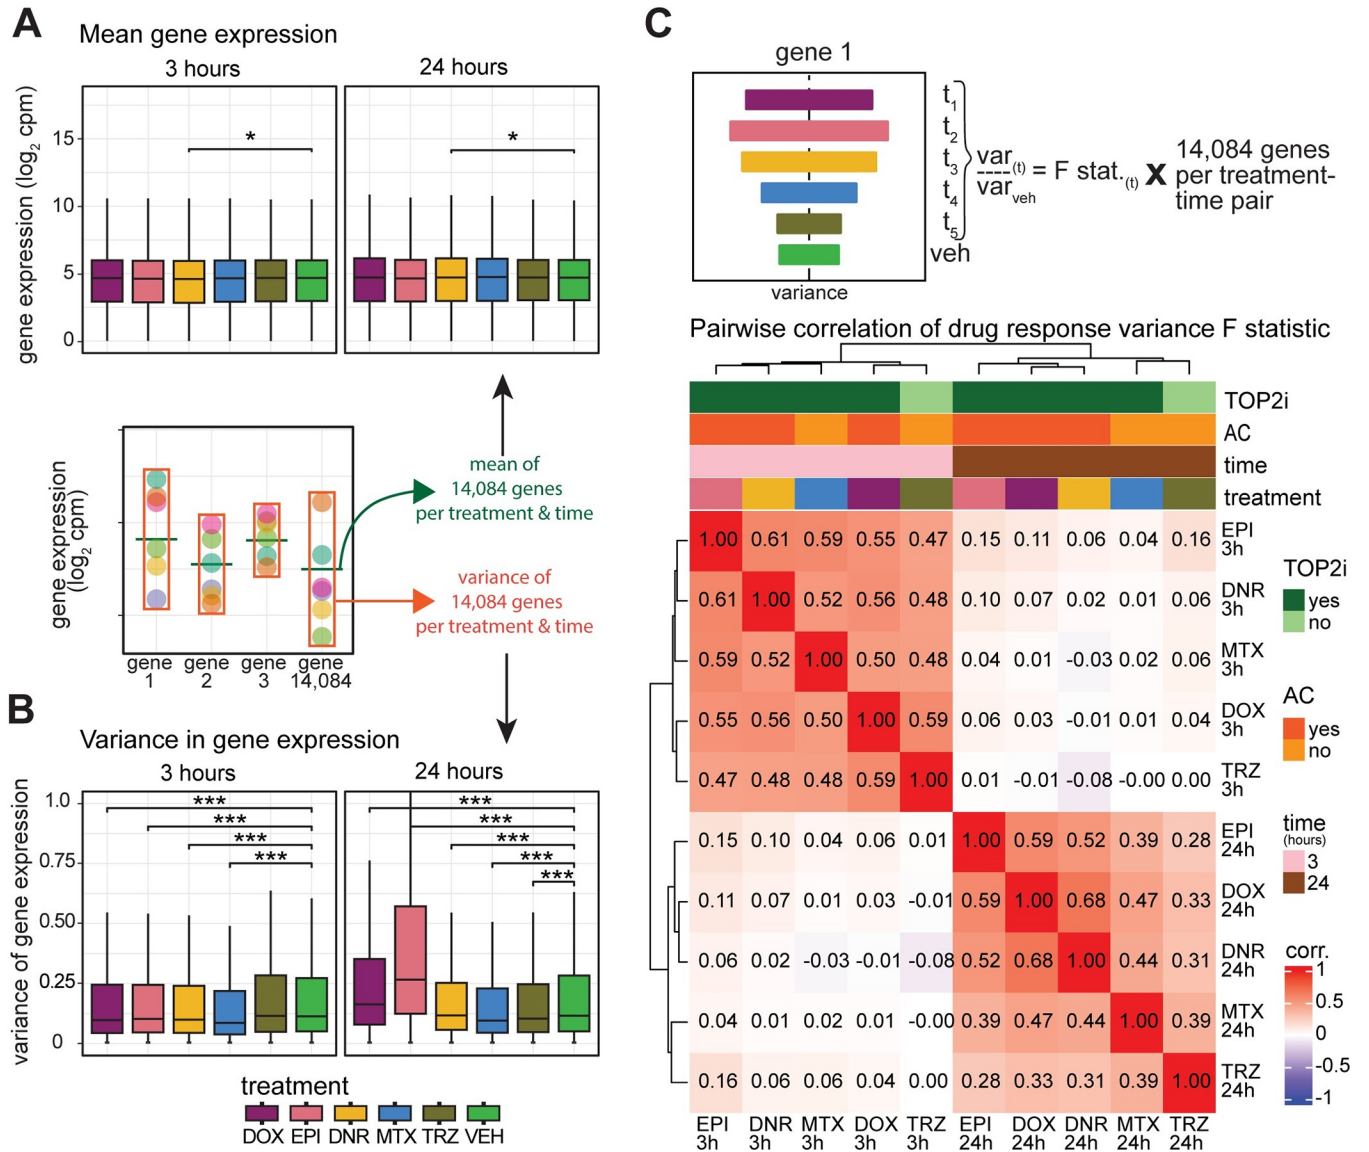 A
Mean gene expression
3 hours
24 hours
gene expression (log2 cpm)
15
10
5
0
*
*
gene expression
(log2 cpm)
gene
1
gene
2
gene
3
gene
14,084
mean of
14,084 genes
per treatment & time
variance of
14,084 genes
per treatment & time
B
Variance in gene expression
3 hours
24 hours
variance of gene expression
1.0
0.75
0.50
0.25
0
***
***
***
***
***
***
***
***
***
treatment
DOX EPI DNR MTX TRZ VEH
C
gene 1
t1
t2
t3
t4
t5
veh
variance
var(t)
----
varveh
= F stat.(t)
X
14,084 genes
per treatment-
time pair
Pairwise correlation of drug response variance F statistic
TOP2i
AC
time
treatment
1.00 0.61 0.59 0.55 0.47 0.15 0.11 0.06 0.04 0.16 EPI 3h
0.61 1.00 0.52 0.56 0.48 0.10 0.07 0.02 0.01 0.06 DNR 3h
0.59 0.52 1.00 0.50 0.48 0.04 0.01 -0.03 0.02 0.06 MTX 3h
0.55 0.56 0.50 1.00 0.59 0.06 0.03 -0.01 0.01 0.04 DOX 3h
0.47 0.48 0.48 0.59 1.00 0.01 -0.01 -0.08 -0.00 0.00 TRZ 3h
0.15 0.10 0.04 0.06 0.01 1.00 0.59 0.52 0.39 0.28 EPI 24h
0.11 0.07 0.01 0.03 -0.01 0.59 1.00 0.68 0.47 0.33 DOX 24h
0.06 0.02 -0.03 -0.01 -0.08 0.52 0.68 1.00 0.44 0.31 DNR 24h
0.04 0.01 0.02 0.01 -0.00 0.39 0.47 0.44 1.00 0.39 MTX 24h
0.16 0.06 0.06 0.04 0.00 0.28 0.33 0.31 0.39 1.00 TRZ 24h
EPI DNR MTX DOX TRZ EPI DOX DNR MTX TRZ
3h 3h 3h 3h 3h 24h 24h 24h 24h 24h
TOP2i
yes
no
AC
yes
no
time
(hours)
3
24
corr.
1
0.5
0
-0.5
-1